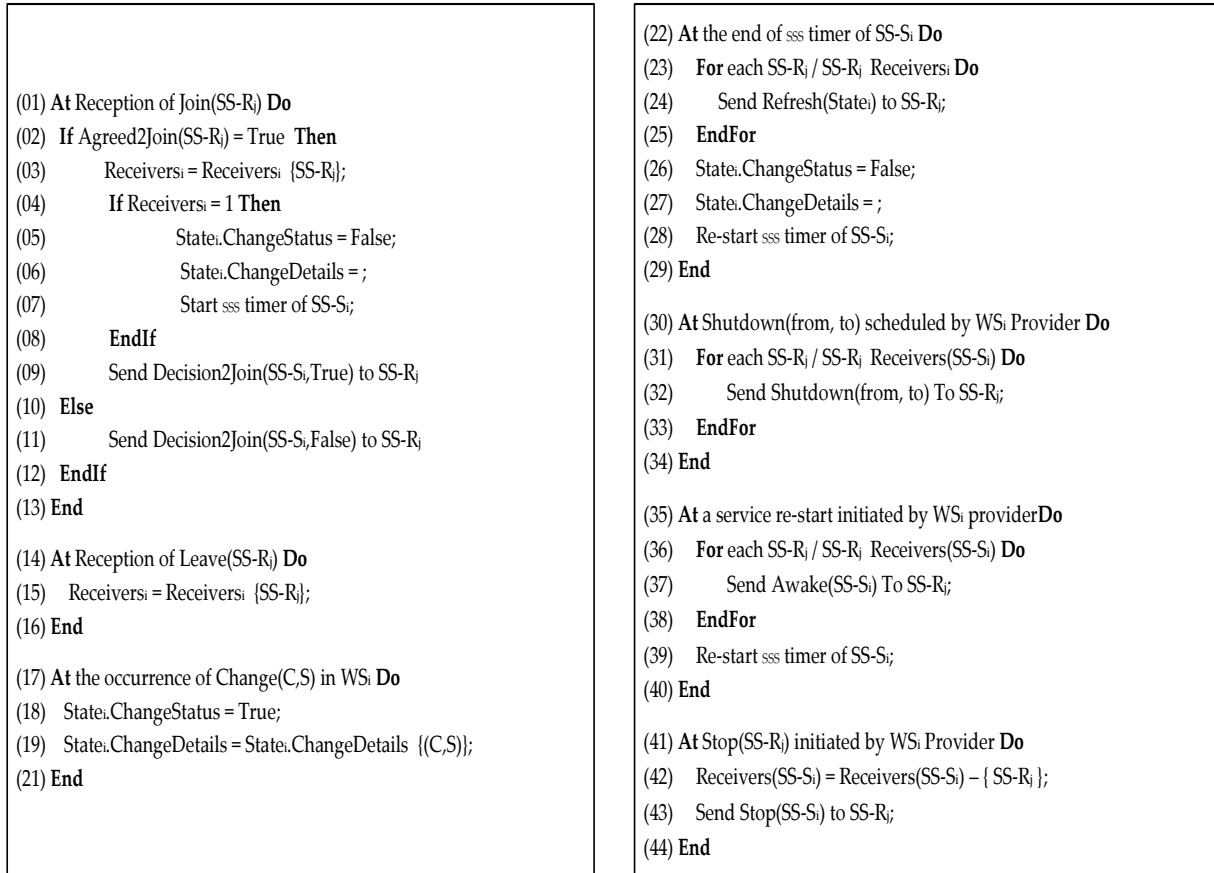 (01) At Reception of Join(SS-Rj) Do
(02) If Agreed2Join(SS-Rj) = True Then
(03) Receiversi = Receiversi {SS-Rj};
(04) If Receiversi = 1 Then
(05) Statei.ChangeStatus = False;
(06) Statei.ChangeDetails = ;
(07) Start sss timer of SS-Si;
(08) EndIf
(09) Send Decision2Join(SS-Si,True) to SS-Rj
(10) Else
(11) Send Decision2Join(SS-Si,False) to SS-Rj
(12) EndIf
(13) End
(14) At Reception of Leave(SS-Rj) Do
(15) Receiversi = Receiversi {SS-Rj};
(16) End
(17) At the occurrence of Change(C,S) in WSi Do
(18) Statei.ChangeStatus = True;
(19) Statei.ChangeDetails = Statei.ChangeDetails {(C,S)};
(21) End
(22) At the end of sss timer of SS-Si Do
(23) For each SS-Rj / SS-Rj Receiversi Do
(24) Send Refresh(Statei) to SS-Rj;
(25) EndFor
(26) Statei.ChangeStatus = False;
(27) Statei.ChangeDetails = ;
(28) Re-start sss timer of SS-Si;
(29) End
(30) At Shutdown(from, to) scheduled by WSi Provider Do
(31) For each SS-Rj / SS-Rj Receivers(SS-Si) Do
(32) Send Shutdown(from, to) To SS-Rj;
(33) EndFor
(34) End
(35) At a service re-start initiated by WSi providerDo
(36) For each SS-Rj / SS-Rj Receivers(SS-Si) Do
(37) Send Awake(SS-Si) To SS-Rj;
(38) EndFor
(39) Re-start sss timer of SS-Si;
(40) End
(41) At Stop(SS-Rj) initiated by WSi Provider Do
(42) Receivers(SS-Si) = Receivers(SS-Si) – { SS-Rj };
(43) Send Stop(SS-Si) to SS-Rj;
(44) End